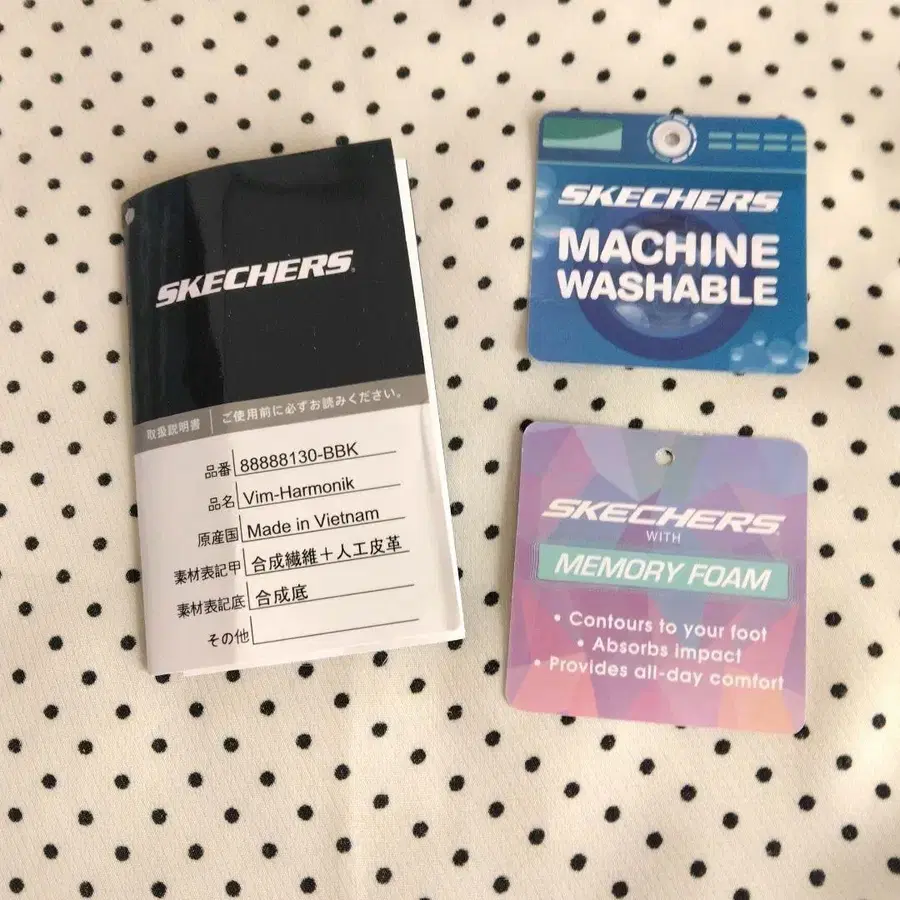 SKECHERS
取扱説明書 ご使用前に必ずお読みください。
品番 88888130-BBK
品名 Vim-Harmonik
原産国 Made in Vietnam
素材表記甲 合成繊維＋人工皮革
素材表記底 合成底
その他
SKECHERS
MACHINE
WASHABLE
SKECHERS
WITH
MEMORY FOAM
• Contours to your foot
• Absorbs impact
• Provides all-day comfort